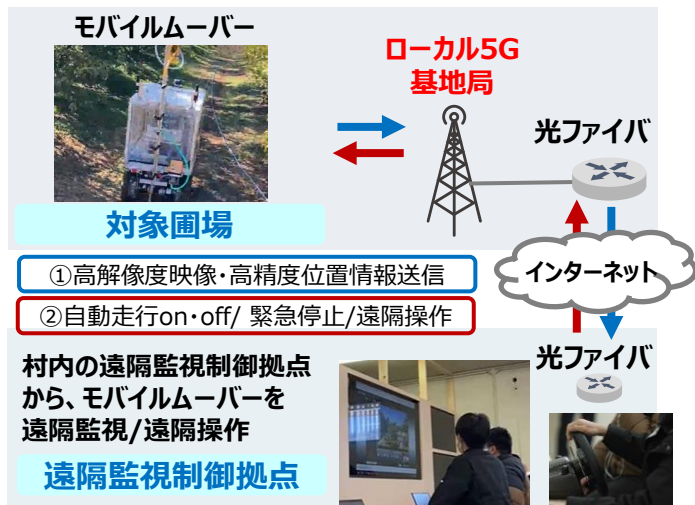 モバイルムーバー
ローカル5G
基地局
光ファイバ
対象圃場
①高解像度映像・高精度位置情報送信
インターネット
②自動走行on・off/ 緊急停止/遠隔操作
光ファイバ
村内の遠隔監視制御拠点
から、モバイルムーバーを
遠隔監視/遠隔操作
遠隔監視制御拠点